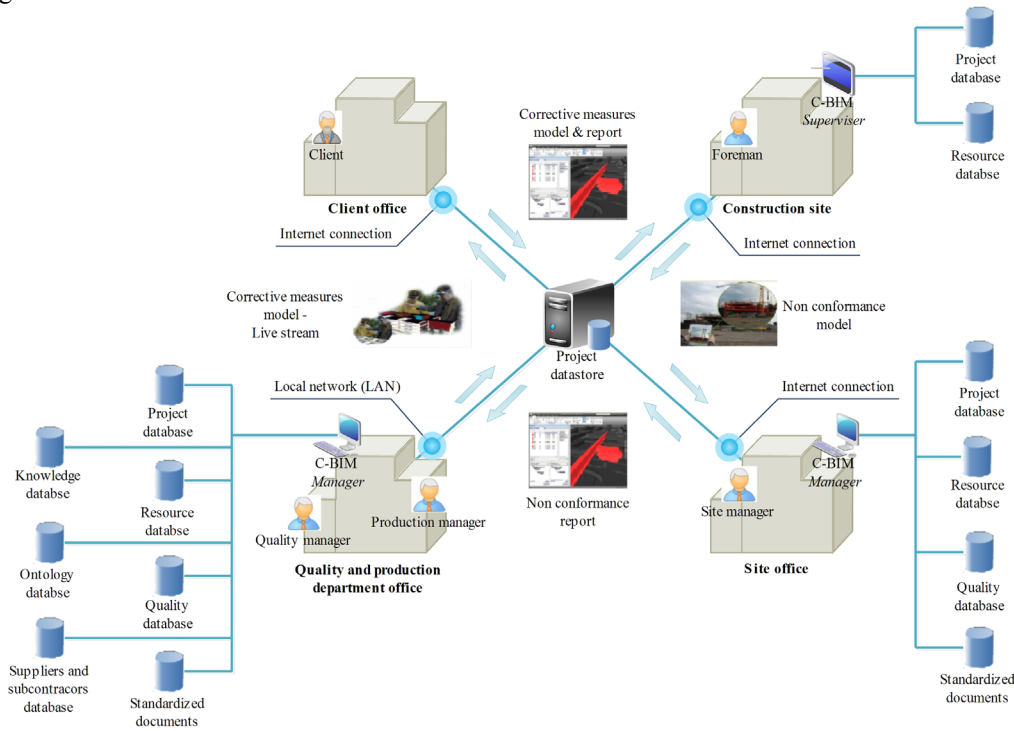 Project
database
C-BIM
Superviser
Resource
databse
Corrective measures
model & report
Client
Foreman
Client office
Construction site
Internet connection
Internet connection
Corrective measures
model -
Live stream
Non conformance
model
Project
datastore
Local network (LAN)
Internet connection
Project
database
Project
database
C-BIM
Manager
C-BIM
Manager
Knowledge
databse
Resource
databse
Resource
databse
Production manager
Quality manager
Non conformance
report
Site manager
Quality and production
department office
Site office
Ontology
databse
Quality
database
Quality
database
Suppliers and
subcontracors
database
Standardized
documents
Standardized
documents